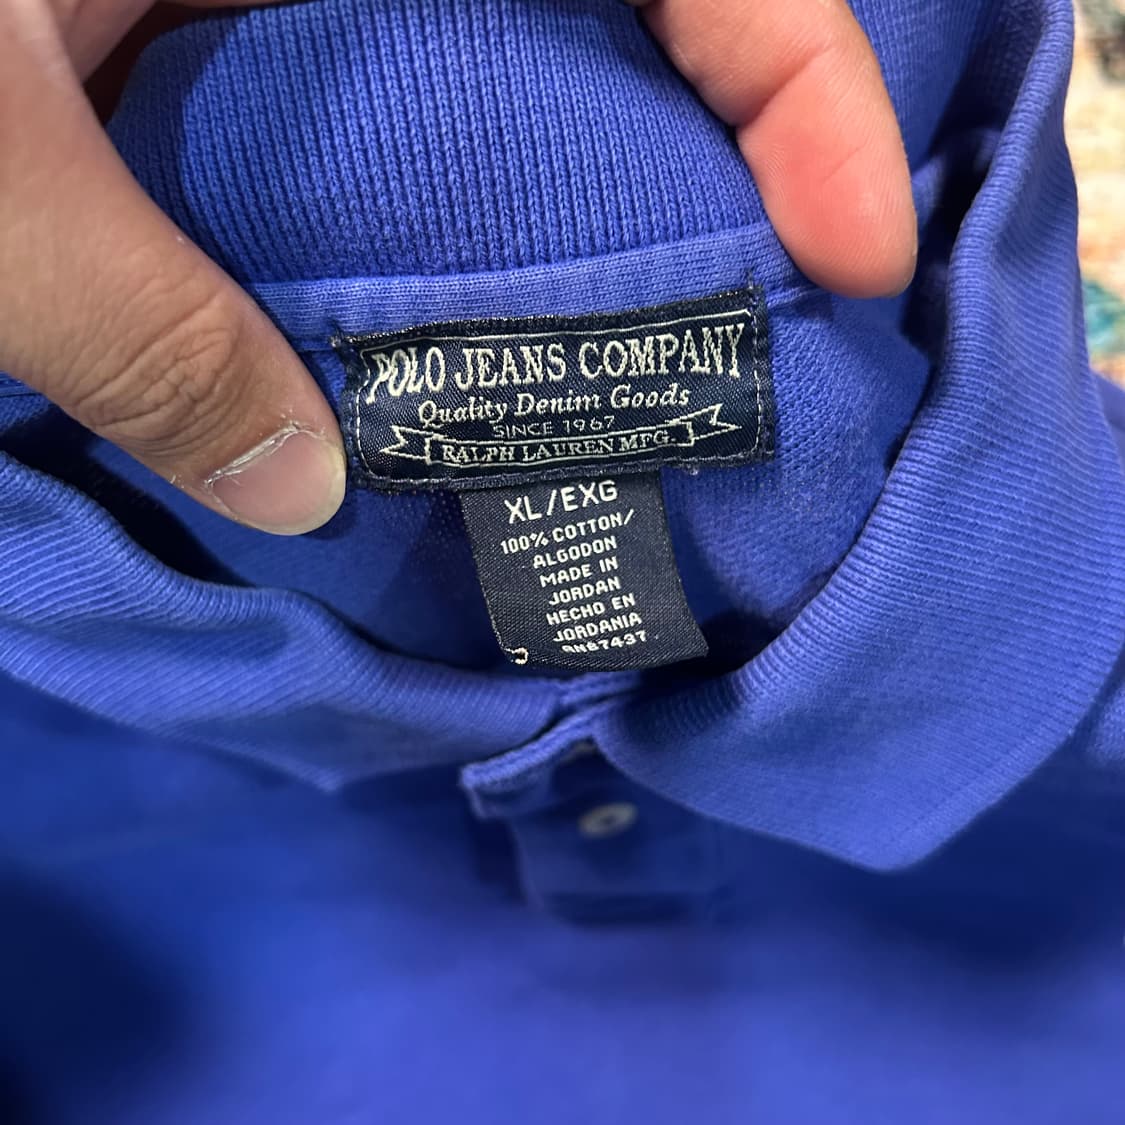 POLO JEANS COMPANY
Quality Denim Goods
SINCE 1967
RALPH LAUREN MFG.
XL/EXG
100% COTTON/
ALGODON
MADE IN
JORDAN
HECHO EN
JORDANIA
RN87437